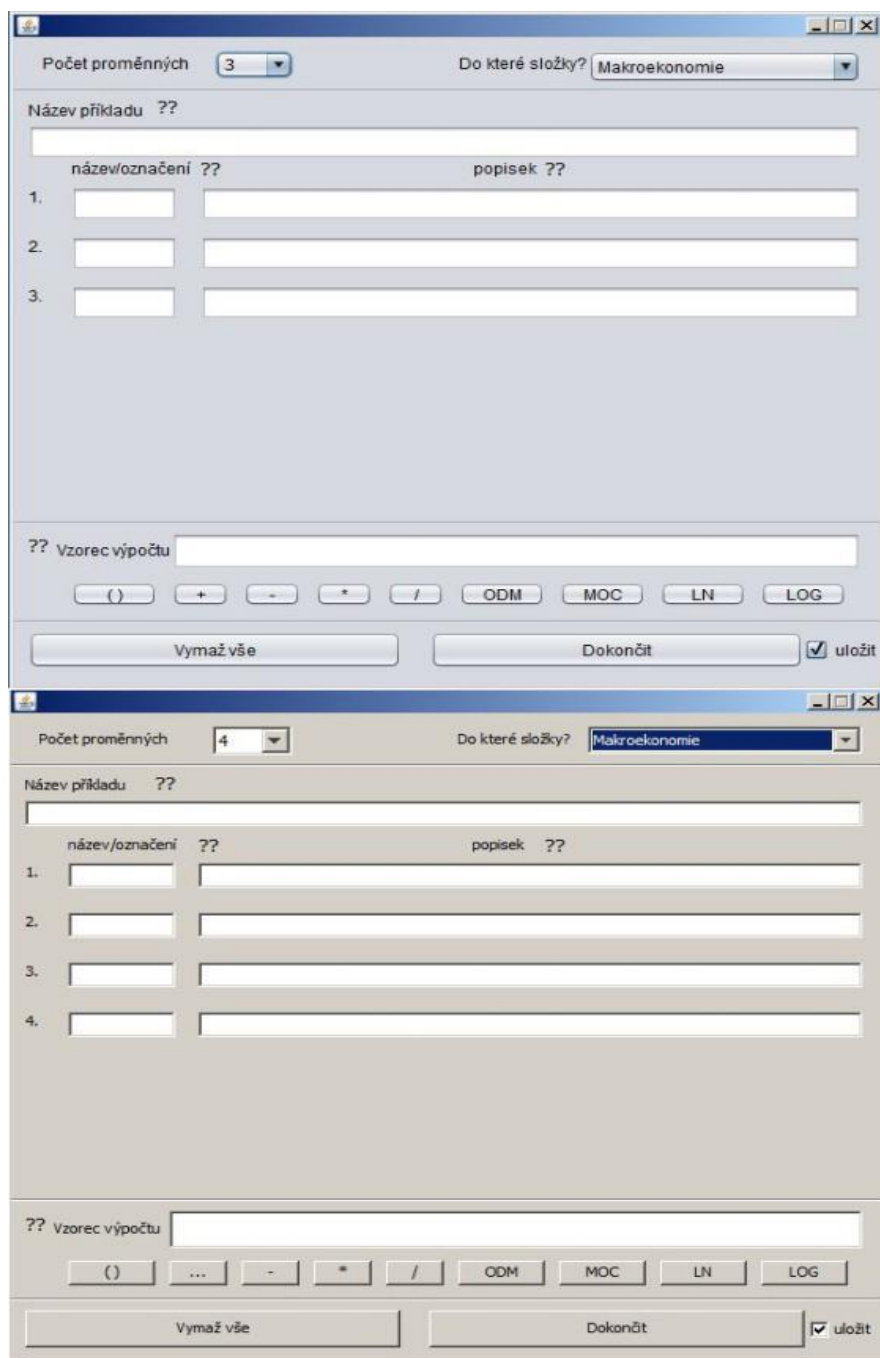 Počet proměnných 3 Do které složky? Makroekonomie
Název příkladu ??
název/označení ?? popisek ??
1.
2.
3.
?? Vzorec výpočtu
( ) + - * / ODM MOC LN LOG
Vymaž vše Dokončit uložit
Počet proměnných 4 Do které složky? Makroekonomie
Název příkladu ??
název/označení ?? popisek ??
1.
2.
3.
4.
?? Vzorec výpočtu
( ) ... - * / ODM MOC LN LOG
Vymaž vše Dokončit uložit